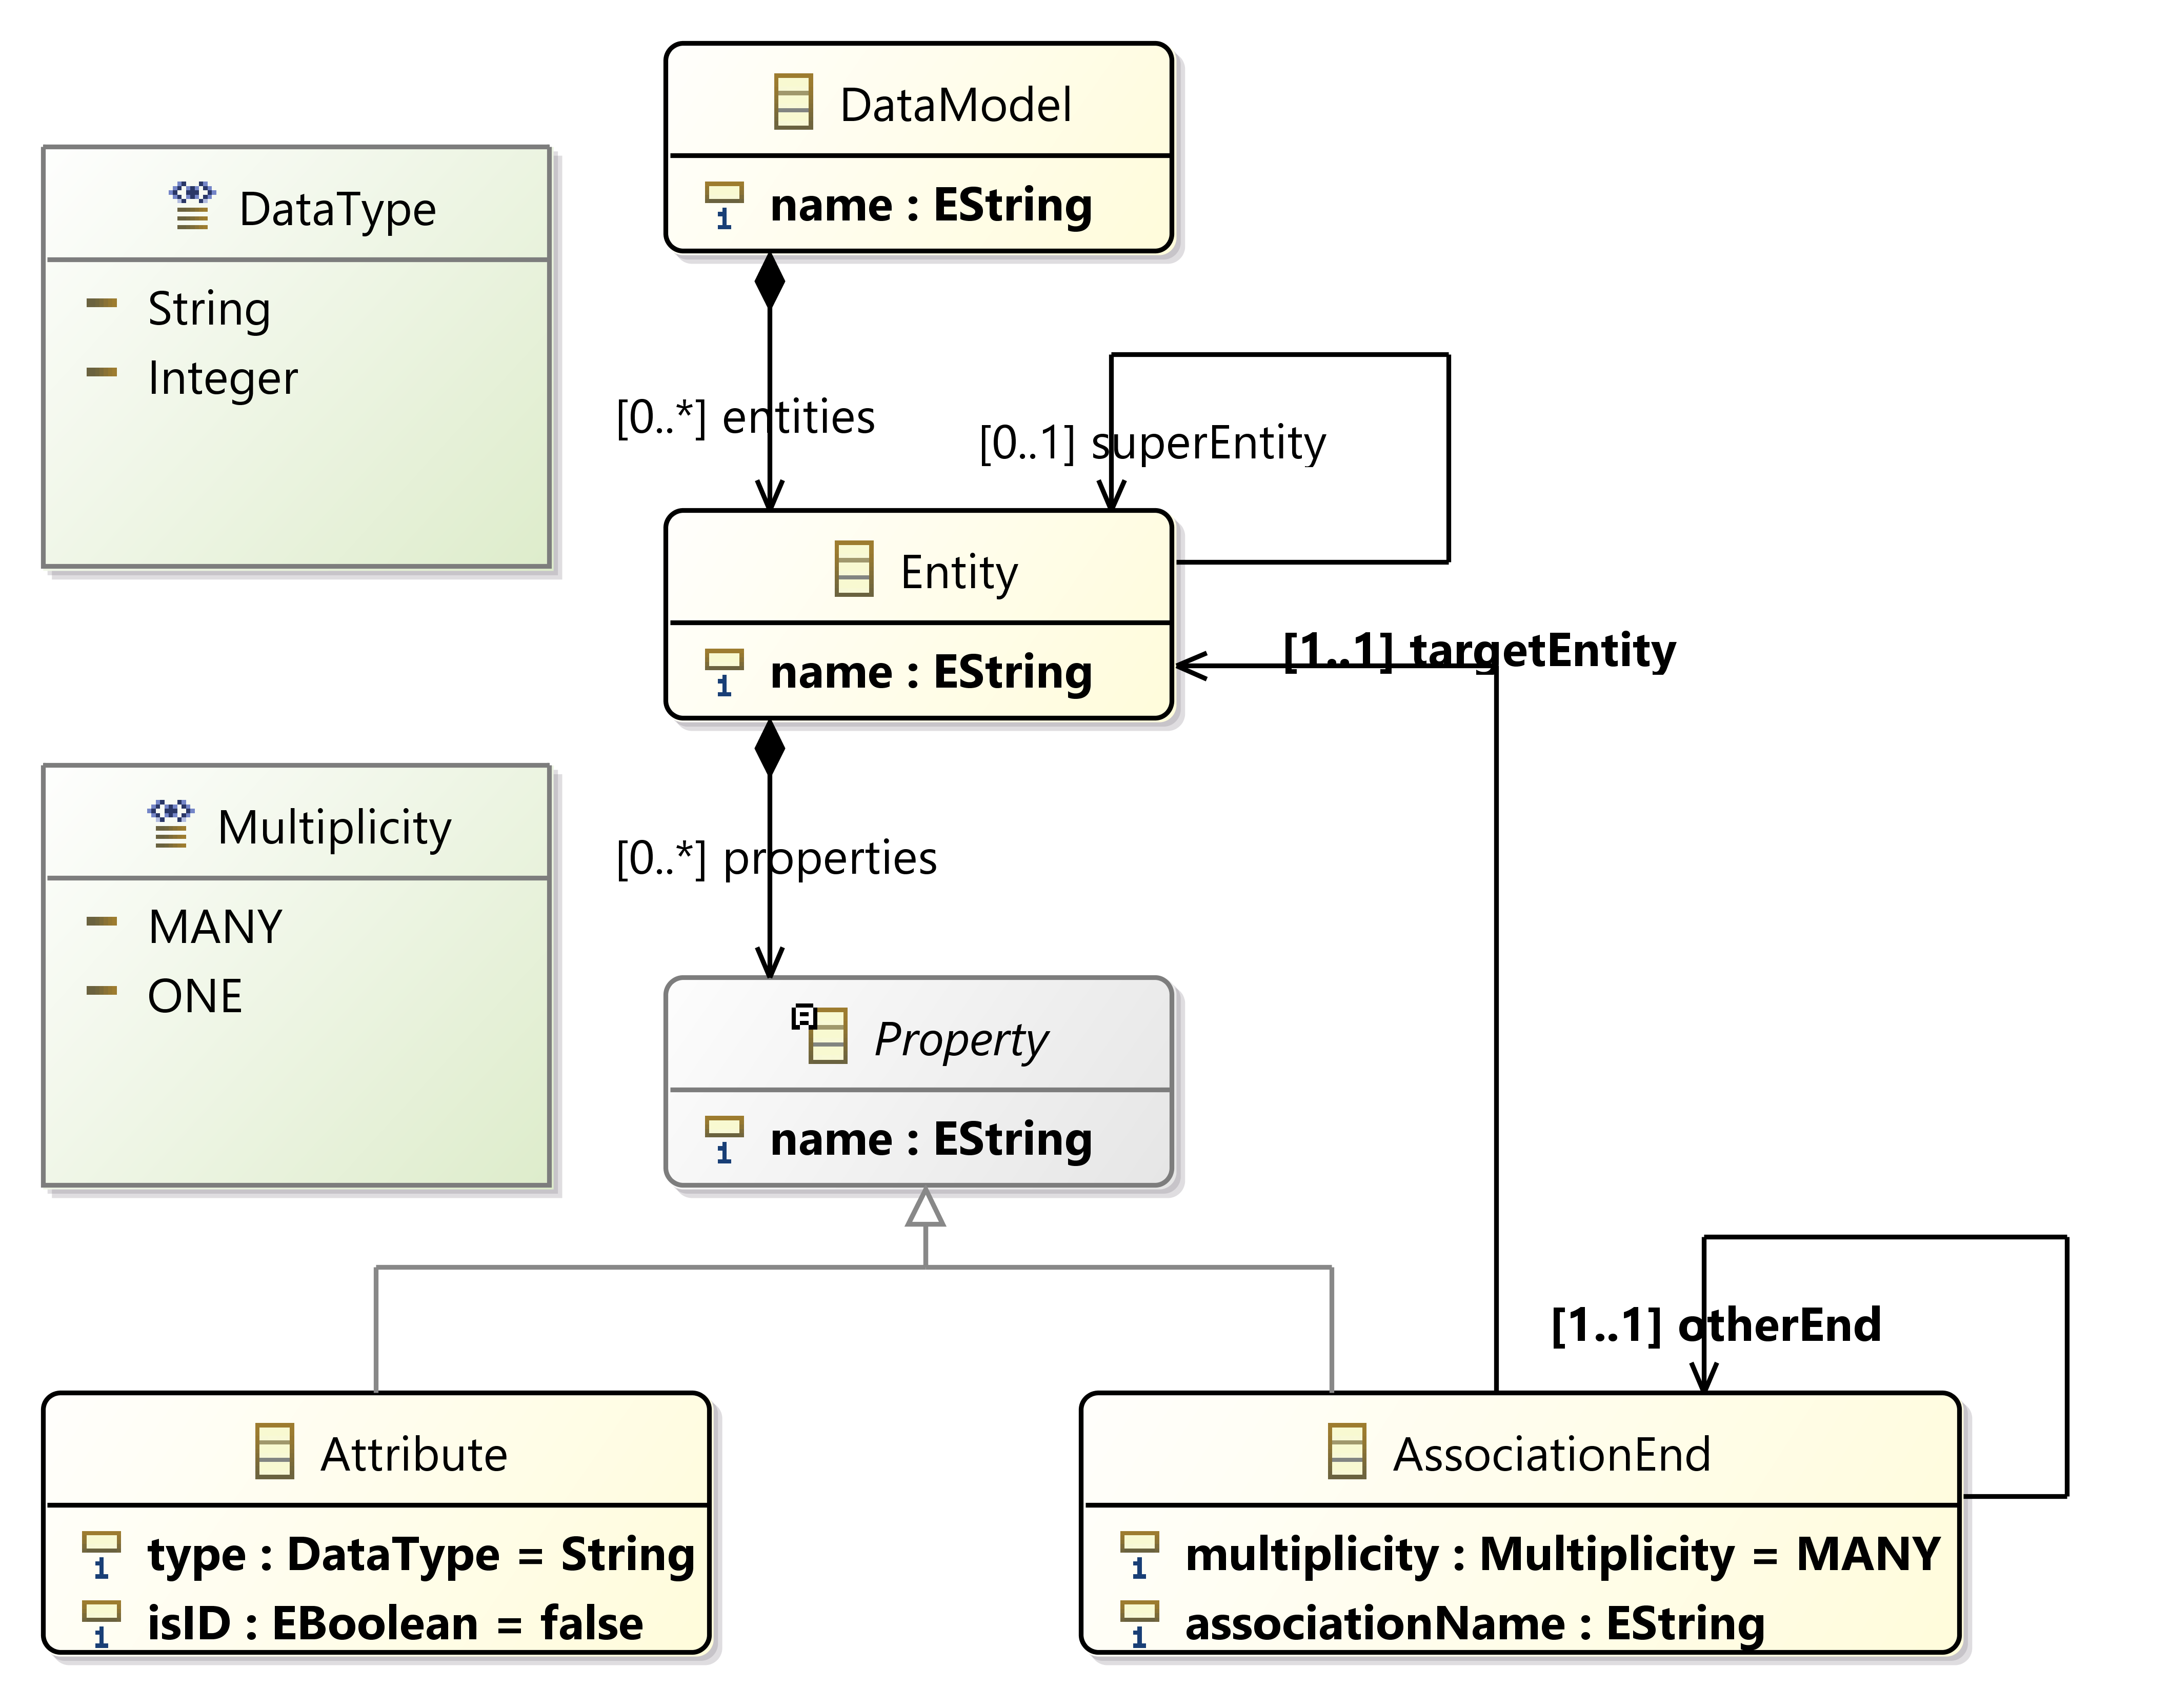 DataModel
name : EString
DataType
String
Integer
[0..*] entities
[0..1] superEntity
Entity
name : EString
[1..1] targetEntity
Multiplicity
MANY
ONE
[0..*] properties
Property
name : EString
[1..1] otherEnd
Attribute
type : DataType = String
isID : EBoolean = false
AssociationEnd
multiplicity : Multiplicity = MANY
associationName : EString